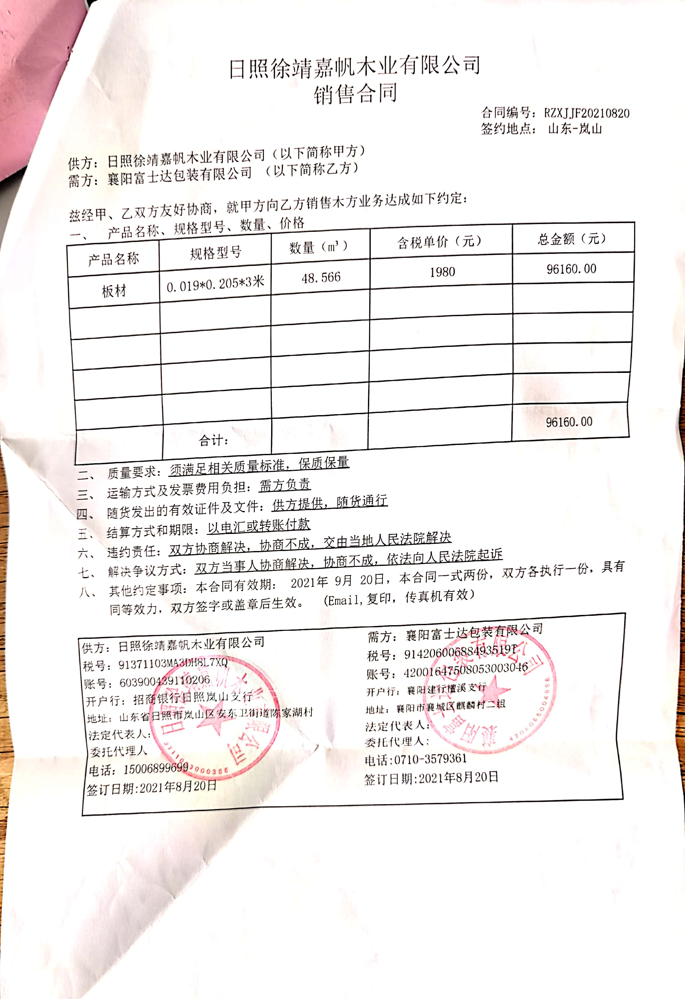 日照徐靖嘉帆木业有限公司
销售合同
合同编号：RZXJJF20210820
签约地点： 山东-岚山
供方：日照徐靖嘉帆木业有限公司（以下简称甲方）
需方：襄阳富士达包装有限公司 （以下简称乙方）
兹经甲、乙双方友好协商，就甲方向乙方销售木方业务达成如下约定：
一、 产品名称、规格型号、数量、价格
产品名称 规格型号 数量（m³） 含税单价（元） 总金额（元）
板材 0.019*0.205*3米 48.566 1980 96160.00
合计： 96160.00
二、 质量要求：须满足相关质量标准，保质保量
三、 运输方式及发票费用负担：需方负责
四、 随货发出的有效证件及文件：供方提供，随货通行
五、 结算方式和期限：以电汇或转账付款
六、 违约责任：双方协商解决，协商不成，交由当地人民法院解决
七、 解决争议方式：双方当事人协商解决，协商不成，依法向人民法院起诉
八、 其他约定事项：本合同有效期： 2021年 9月 20日，本合同一式两份，双方各执行一份，具有
同等效力，双方签字或盖章后生效。 (Email,复印，传真机有效）
供方：日照徐靖嘉帆木业有限公司
税号：91371103MA3DH8L7XQ
账号：603900439110206
开户行：招商银行日照岚山支行
地址：山东省日照市岚山区安东卫街道陈家湖村
法定代表人：
委托代理人
电话：15006899699
签订日期:2021年8月20日
日照徐靖嘉帆木业有限公司
3711093000355
需方：襄阳富士达包装有限公司
税号：91420600688493519T
账号：42001647508053003046
开户行：襄阳建行檀溪支行
地址：襄阳市襄城区麒麟村二组
法定代表人：
委托代理人：
电话:0710-3579361
签订日期:2021年8月20日
襄阳富士达包装有限公司
4206065004998